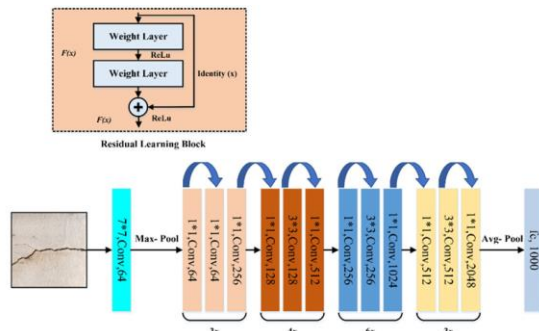 Weight Layer
F(x)
ReLu
Weight Layer
Identity (x)
+
F(x)
ReLu
Residual Learning Block
7*7,Conv,64
Max- Pool
1*1,Conv,64
1*1,Conv,64
1*1,Conv,256
1*1,Conv,128
3*3,Conv,128
1*1,Conv,512
1*1,Conv,256
3*3,Conv,256
1*1,Conv,1024
1*1,Conv,512
3*3,Conv,512
1*1,Conv,2048
Avg- Pool
fc, 1000